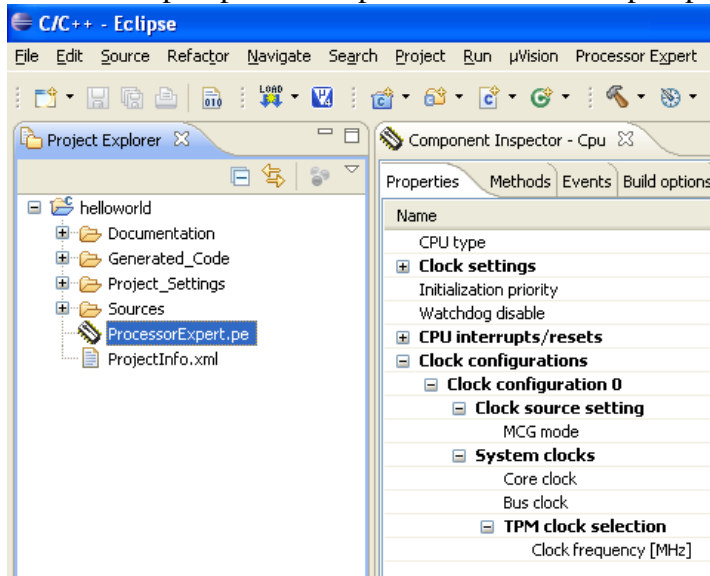 C/C++ - Eclipse
File Edit Source Refactor Navigate Search Project Run µVision Processor Expert
Project Explorer
Component Inspector - Cpu
Properties Methods Events Build options
helloworld
Documentation
Generated_Code
Project_Settings
Sources
ProcessorExpert.pe
ProjectInfo.xml
Name
CPU type
Clock settings
Initialization priority
Watchdog disable
CPU interrupts/resets
Clock configurations
Clock configuration 0
Clock source setting
MCG mode
System clocks
Core clock
Bus clock
TPM clock selection
Clock frequency [MHz]